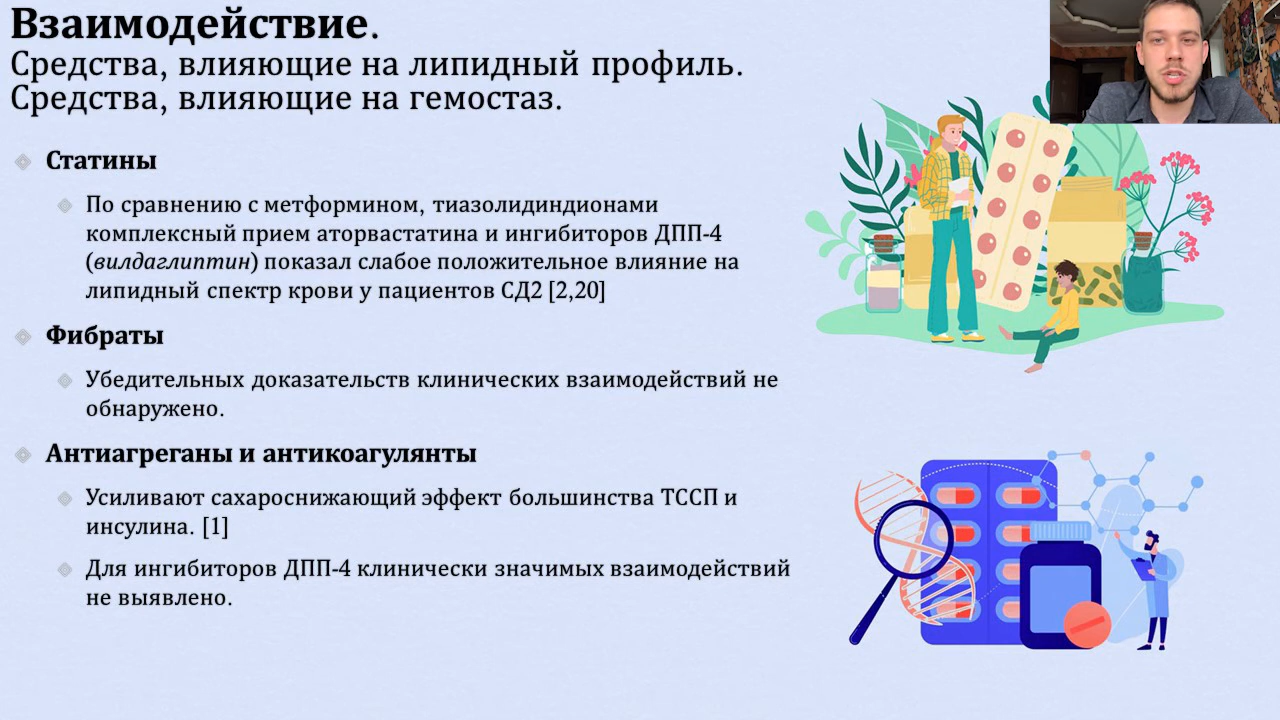 Взаимодействие.
Средства, влияющие на липидный профиль.
Средства, влияющие на гемостаз.
Статины
По сравнению с метформином, тиазолидиндионами
комплексный прием аторвастатина и ингибиторов ДПП-4
(вилдаглиптин) показал слабое положительное влияние на
липидный спектр крови у пациентов СД2 [2,20]
Фибраты
Убедительных доказательств клинических взаимодействий не
обнаружено.
Антиагреганы и антикоагулянты
Усиливают сахароснижающий эффект большинства ТССП и
инсулина. [1]
Для ингибиторов ДПП-4 клинически значимых взаимодействий
не выявлено.